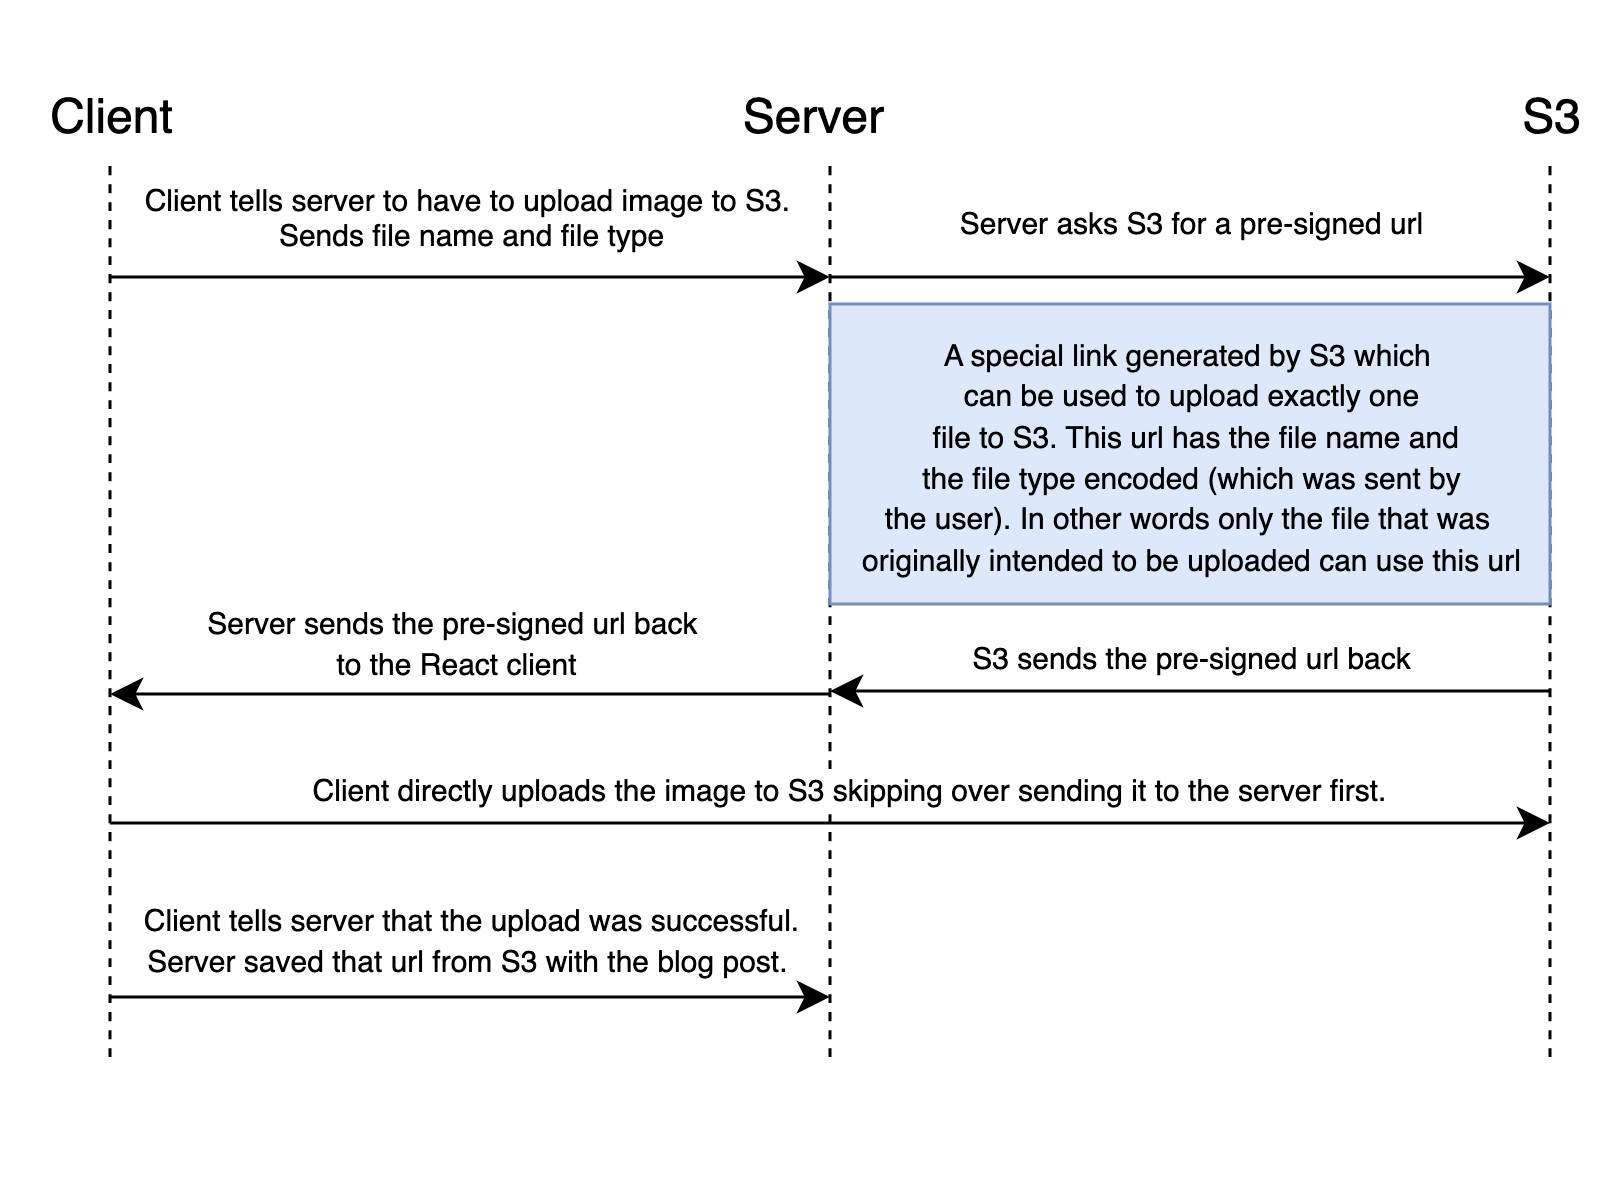 Client
Server
S3
Client tells server to have to upload image to S3.
Sends file name and file type
Server asks S3 for a pre-signed url
A special link generated by S3 which
can be used to upload exactly one
file to S3. This url has the file name and
the file type encoded (which was sent by
the user). In other words only the file that was
originally intended to be uploaded can use this url
Server sends the pre-signed url back
to the React client
S3 sends the pre-signed url back
Client directly uploads the image to S3 skipping over sending it to the server first.
Client tells server that the upload was successful.
Server saved that url from S3 with the blog post.